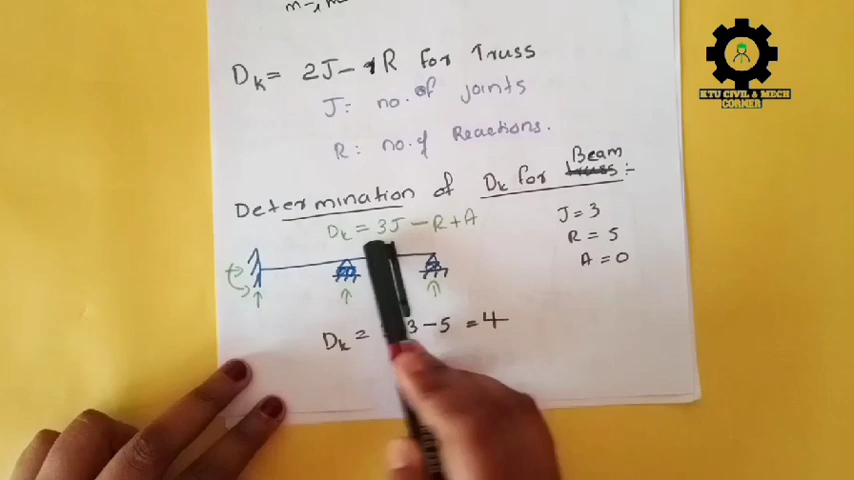 Dk = 2J - R For Truss
J = no. of joints
R = no. of Reactions.
Determination of Dk for Beam :-
Dk = 3J - R + A
J = 3
R = 5
A = 0
Dk = 3 - 5 = 4
KTU CIVIL & MECH
CORNER